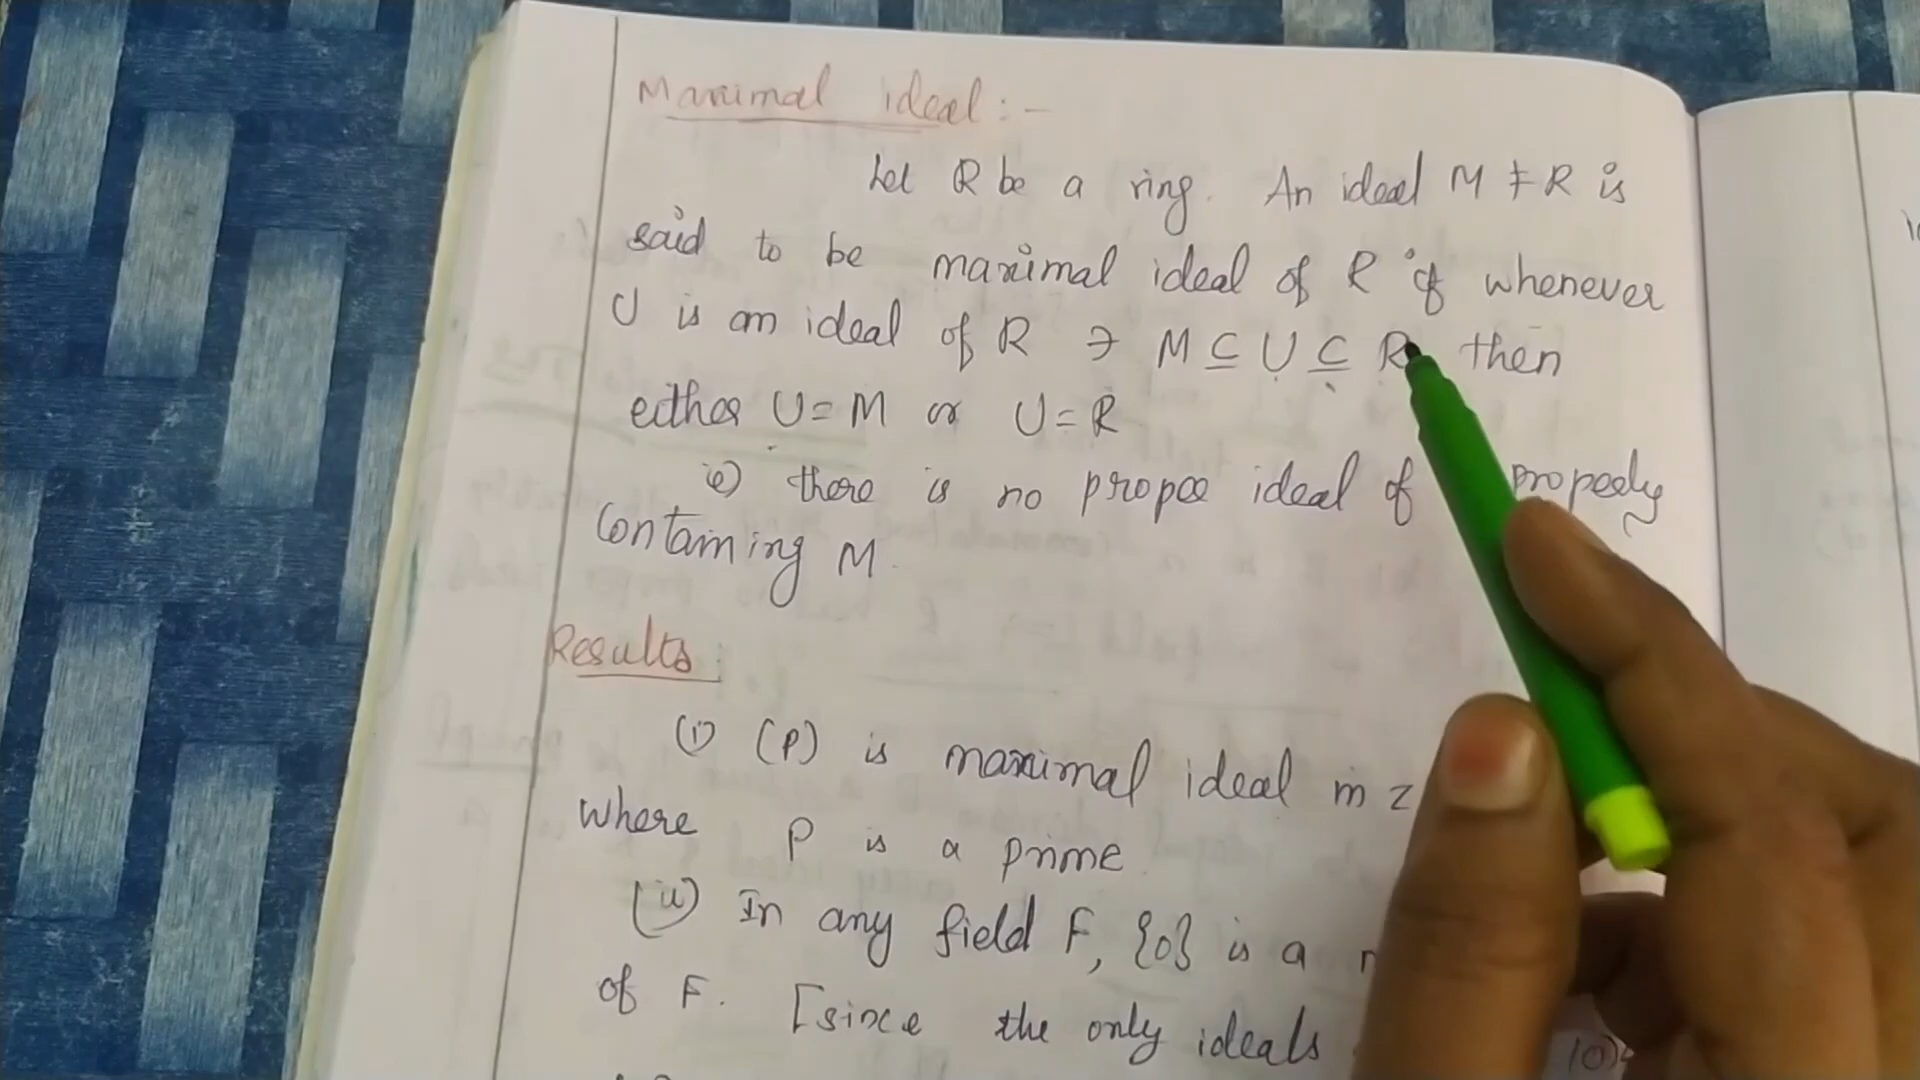 Maximal ideal :-
Let R be a ring. An ideal M ≠ R is
said to be maximal ideal of R if whenever
U is an ideal of R ∋ M ⊆ U ⊆ R then
either U = M or U = R
ie) there is no proper ideal of properly
Containing M.
Results :
(i) (P) is maximal ideal in Z
where P is a prime.
(ii) In any field F, {0} is a
of F. [since the only ideals